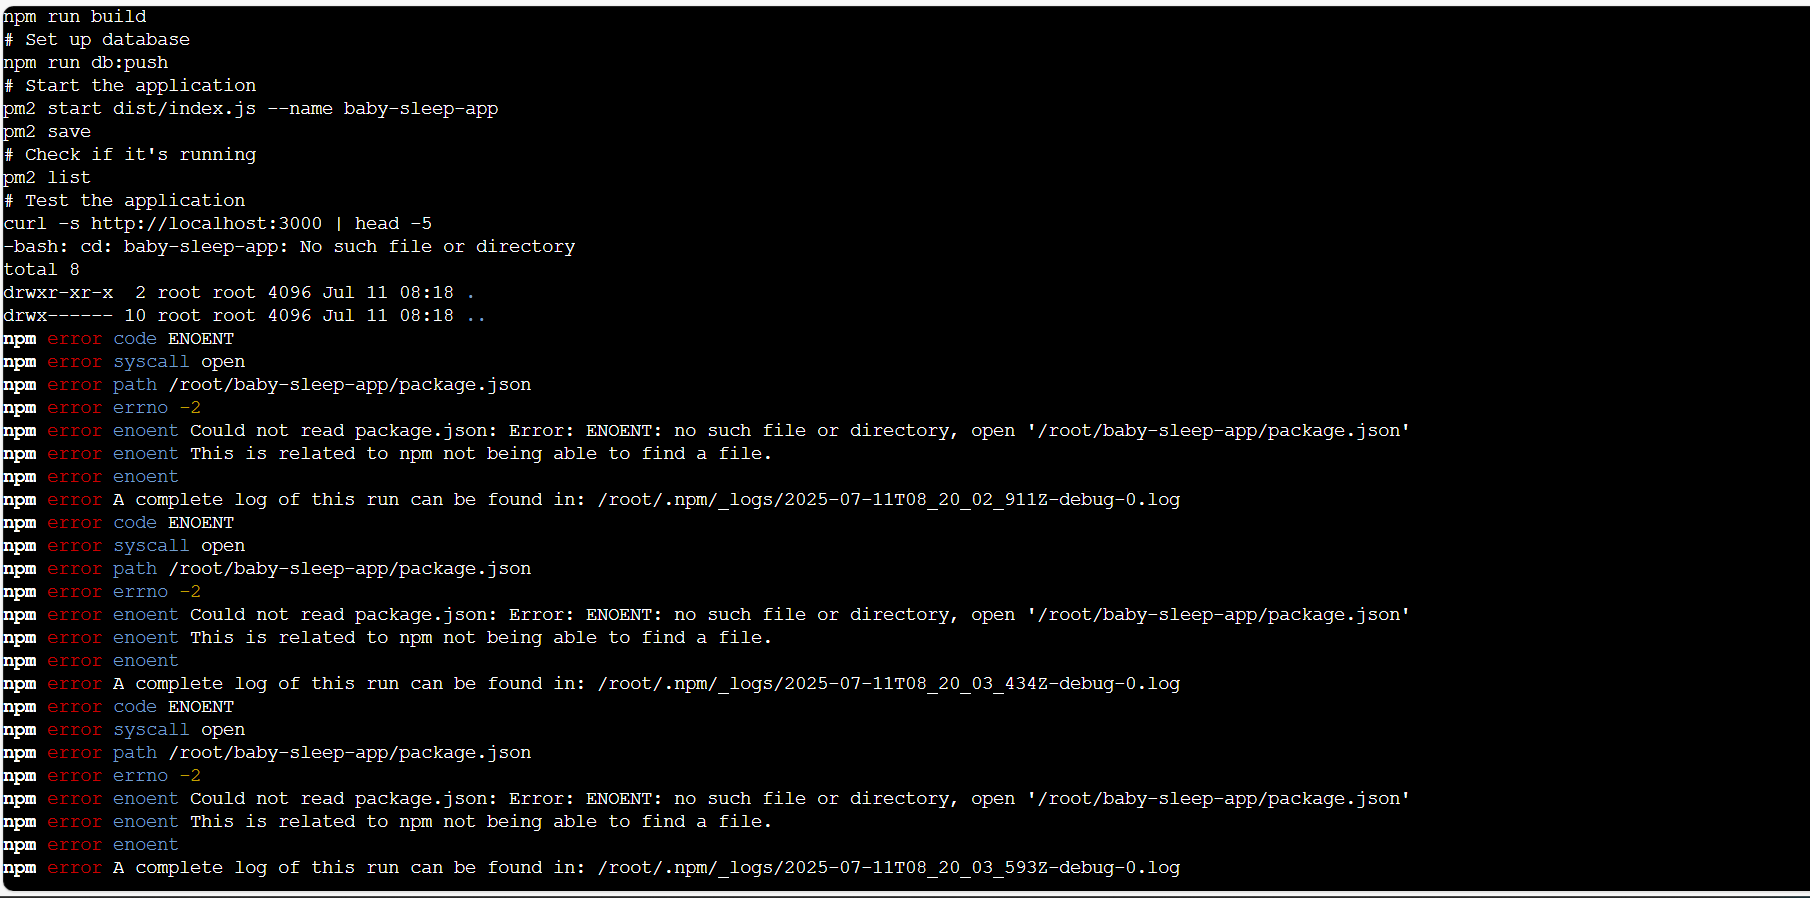 npm run build
# Set up database
npm run db:push
# Start the application
pm2 start dist/index.js --name baby-sleep-app
pm2 save
# Check if it's running
pm2 list
# Test the application
curl -s http://localhost:3000 | head -5
-bash: cd: baby-sleep-app: No such file or directory
total 8
drwxr-xr-x  2 root root 4096 Jul 11 08:18 .
drwx------ 10 root root 4096 Jul 11 08:18 ..
npm error code ENOENT
npm error syscall open
npm error path /root/baby-sleep-app/package.json
npm error errno -2
npm error enoent Could not read package.json: Error: ENOENT: no such file or directory, open '/root/baby-sleep-app/package.json'
npm error enoent This is related to npm not being able to find a file.
npm error enoent
npm error A complete log of this run can be found in: /root/.npm/_logs/2025-07-11T08_20_02_911Z-debug-0.log
npm error code ENOENT
npm error syscall open
npm error path /root/baby-sleep-app/package.json
npm error errno -2
npm error enoent Could not read package.json: Error: ENOENT: no such file or directory, open '/root/baby-sleep-app/package.json'
npm error enoent This is related to npm not being able to find a file.
npm error enoent
npm error A complete log of this run can be found in: /root/.npm/_logs/2025-07-11T08_20_03_434Z-debug-0.log
npm error code ENOENT
npm error syscall open
npm error path /root/baby-sleep-app/package.json
npm error errno -2
npm error enoent Could not read package.json: Error: ENOENT: no such file or directory, open '/root/baby-sleep-app/package.json'
npm error enoent This is related to npm not being able to find a file.
npm error enoent
npm error A complete log of this run can be found in: /root/.npm/_logs/2025-07-11T08_20_03_593Z-debug-0.log